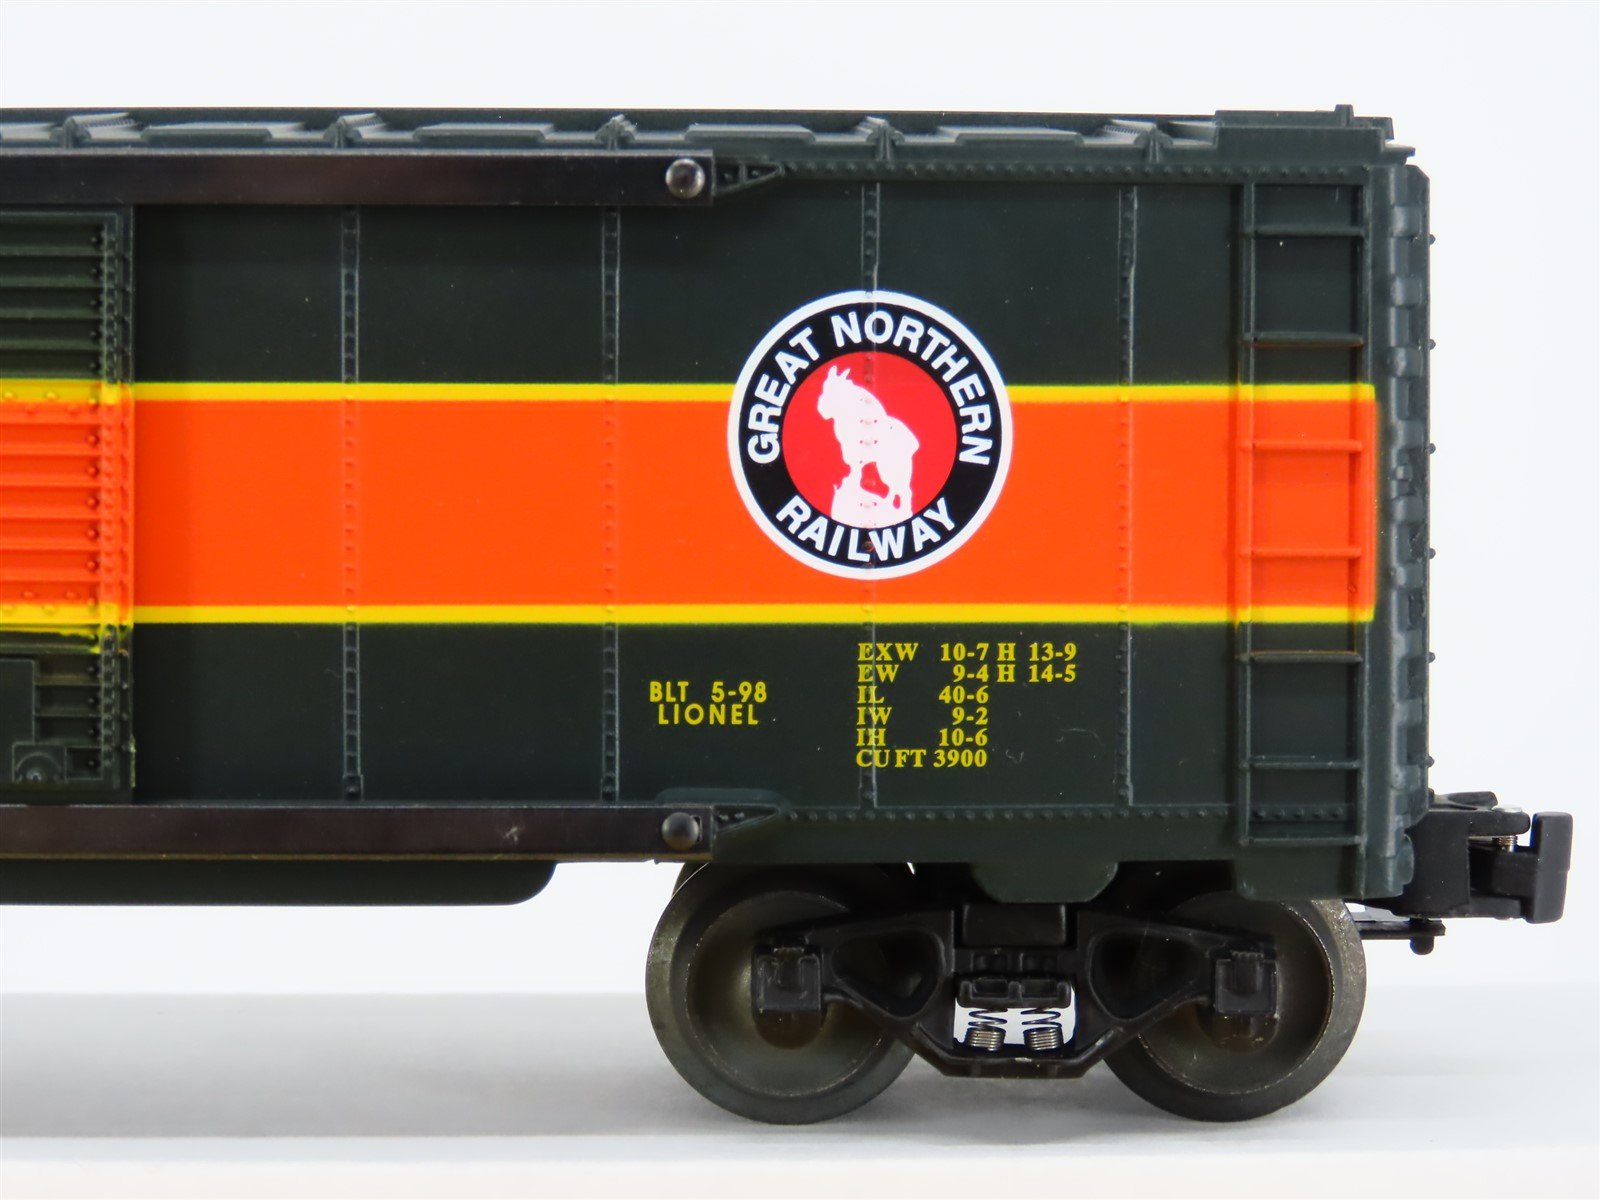 GREAT NORTHERN
RAILWAY
BLT 5-98
LIONEL
EXW 10-7 H 13-9
EW 9-4 H 14-5
IL 40-6
IW 9-2
IH 10-6
CU FT 3900